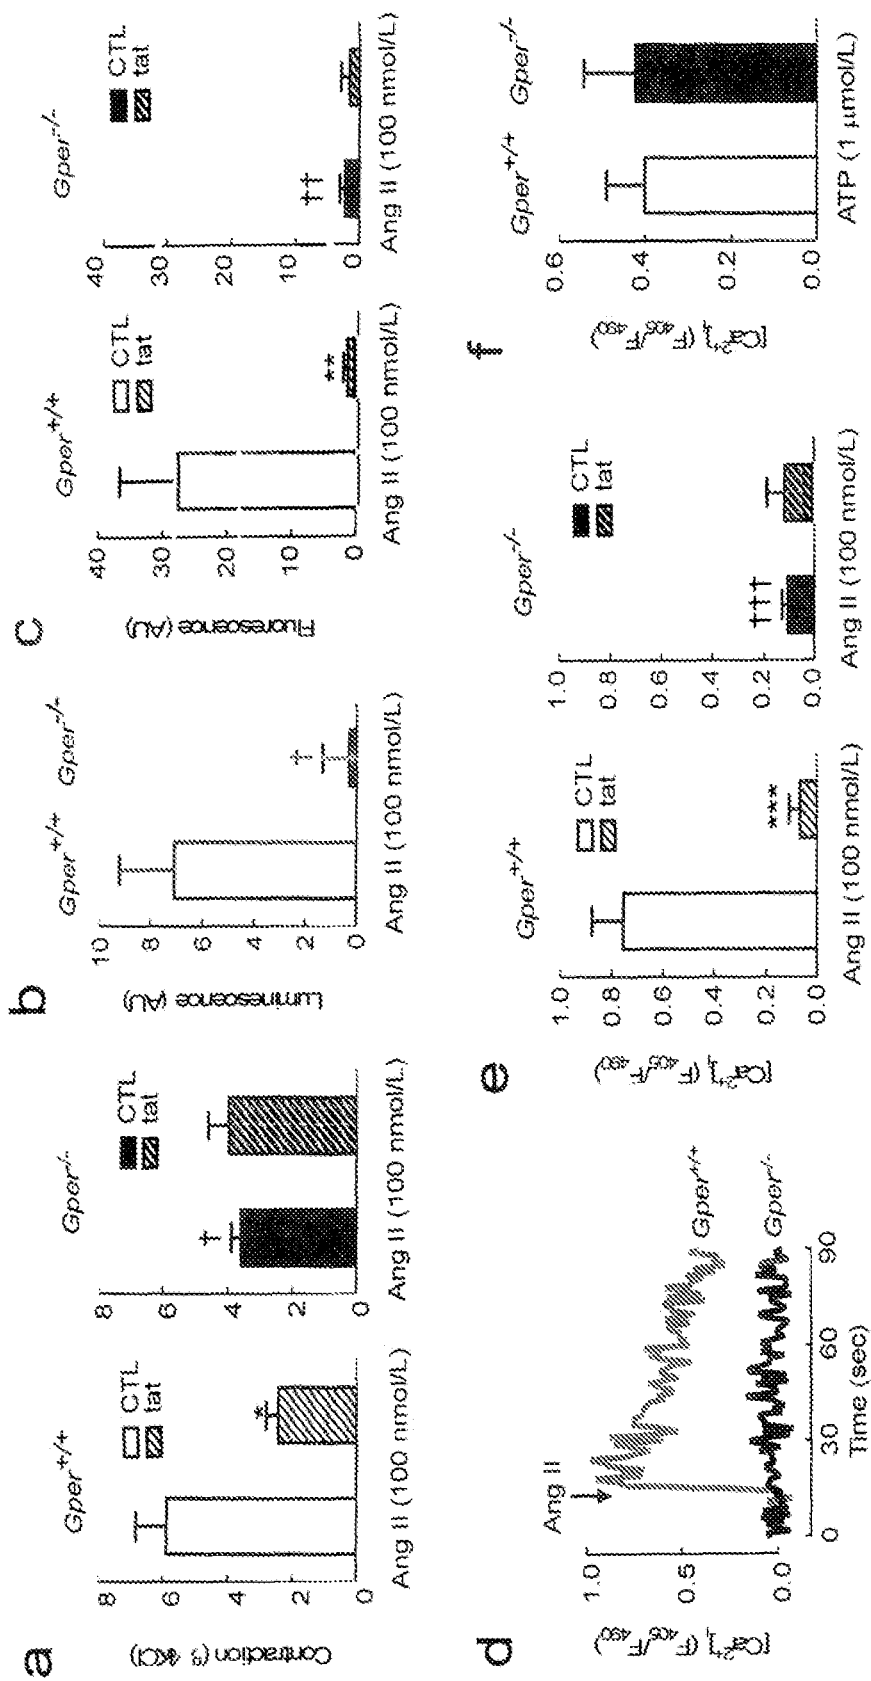 a
Contraction (% KCl)
8
6
4
2
0
Gper+/+
CTL
tat
*
Ang II (100 nmol/L)
8
6
4
2
0
Gper-/-
CTL
tat
†
Ang II (100 nmol/L)
b
Luminescence (AU)
10
8
6
4
2
0
Gper+/+ Gper-/-
†
Ang II (100 nmol/L)
c
Fluorescence (AU)
40
30
20
10
0
Gper+/+
CTL
tat
**
Ang II (100 nmol/L)
40
30
20
10
0
Gper-/-
CTL
tat
††
Ang II (100 nmol/L)
d
[Ca2+]i (F405/F490)
1.0
0.5
0.0
Ang II
Gper+/+
Gper-/-
0 30 60 90
Time (sec)
e
[Ca2+]i (F405/F490)
1.0
0.8
0.6
0.4
0.2
0.0
Gper+/+
CTL
tat
***
Ang II (100 nmol/L)
1.0
0.8
0.6
0.4
0.2
0.0
Gper-/-
CTL
tat
†††
Ang II (100 nmol/L)
f
[Ca2+]i (F405/F490)
0.6
0.4
0.2
0.0
Gper+/+ Gper-/-
ATP (1 μmol/L)